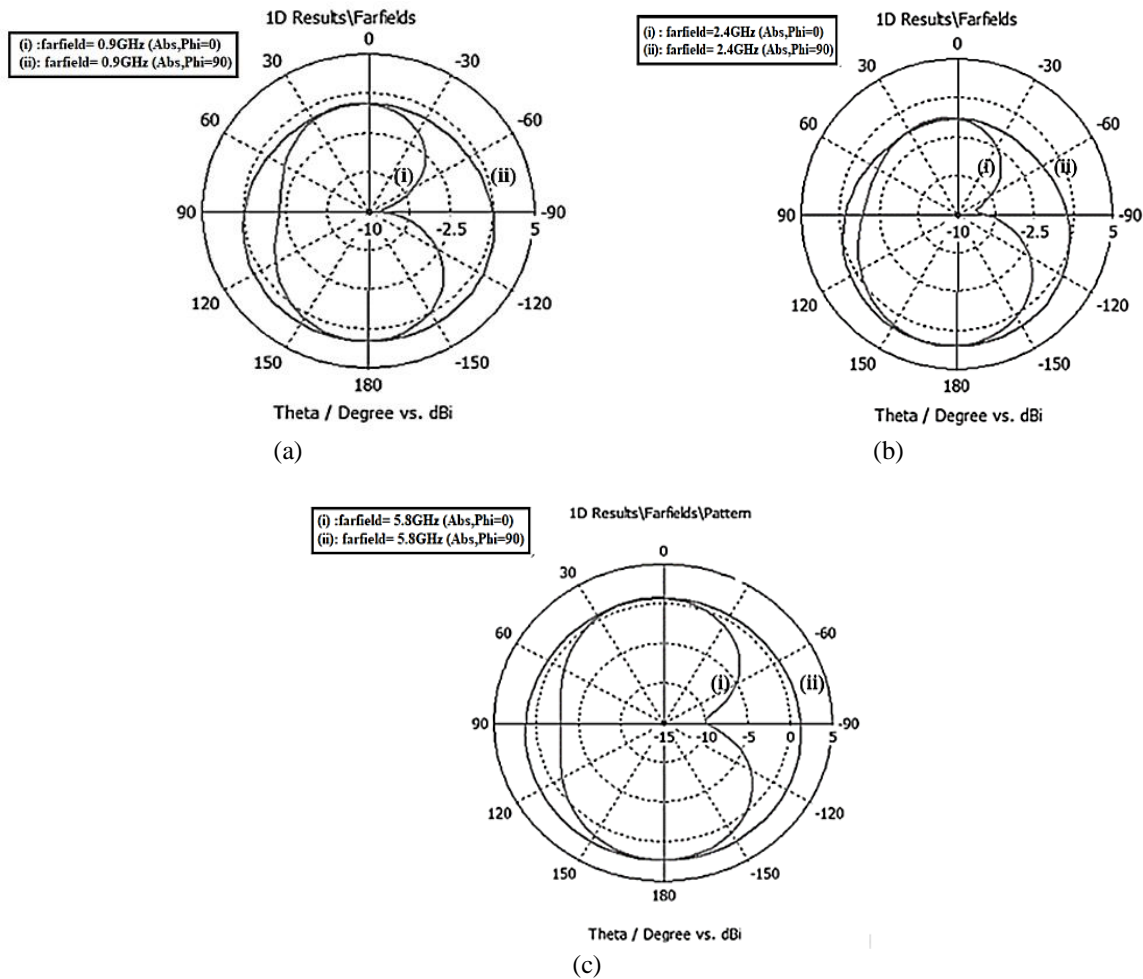 1D Results\Farfields
(i) :farfield= 0.9GHz (Abs,Phi=0)
(ii): farfield= 0.9GHz (Abs,Phi=90)
0
30
-30
60
-60
(i)
(ii)
90
-90
-10
-2.5
5
120
-120
150
-150
180
Theta / Degree vs. dBi
(a)
1D Results\Farfields
(i) : farfield=2.4GHz (Abs,Phi=0)
(ii): farfield= 2.4GHz (Abs,Phi=90)
0
30
-30
60
-60
(i)
(ii)
90
-90
-10
-2.5
5
120
-120
150
-150
180
Theta / Degree vs. dBi
(b)
1D Results\Farfields\Pattern
(i) :farfield= 5.8GHz (Abs,Phi=0)
(ii): farfield= 5.8GHz (Abs,Phi=90)
0
30
60
-60
(i)
(ii)
90
-90
-15
-10
-5
0
5
120
-120
150
-150
180
Theta / Degree vs. dBi
(c)